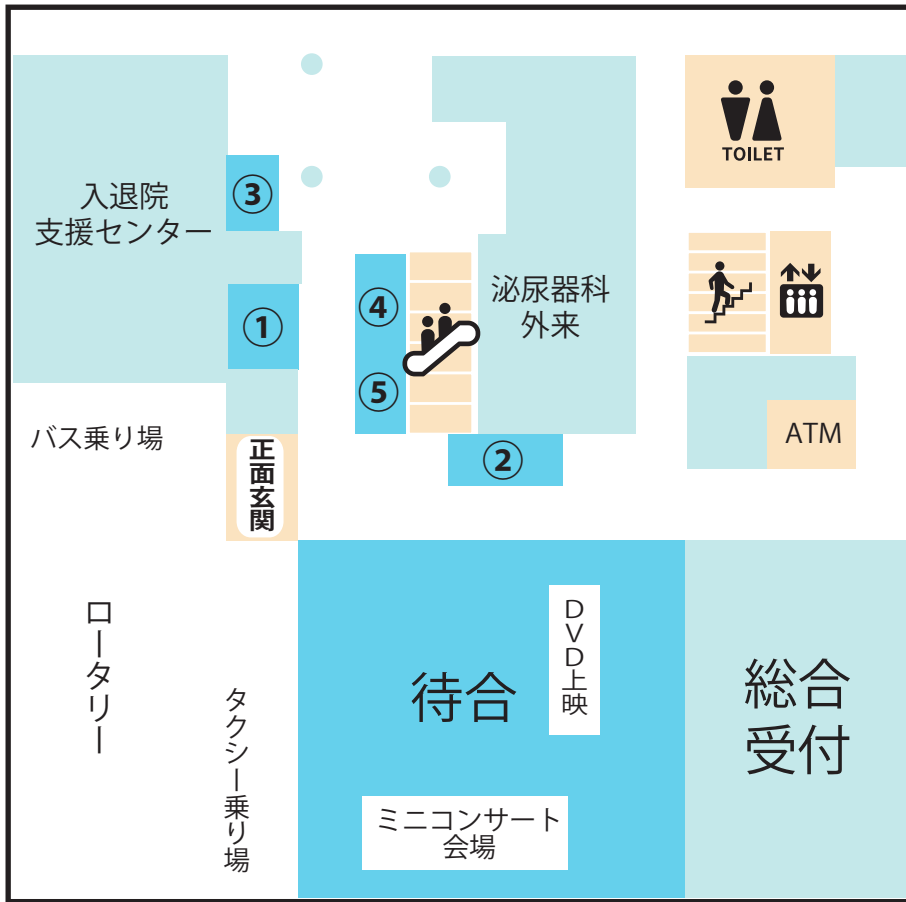 TOILET
入退院
支援センター
③
①
④
⑤
泌尿器科
外来
②
ATM
バス乗り場
正面玄関
ロータリー
タクシー乗り場
待合
DVD上映
ミニコンサート
会場
総合
受付